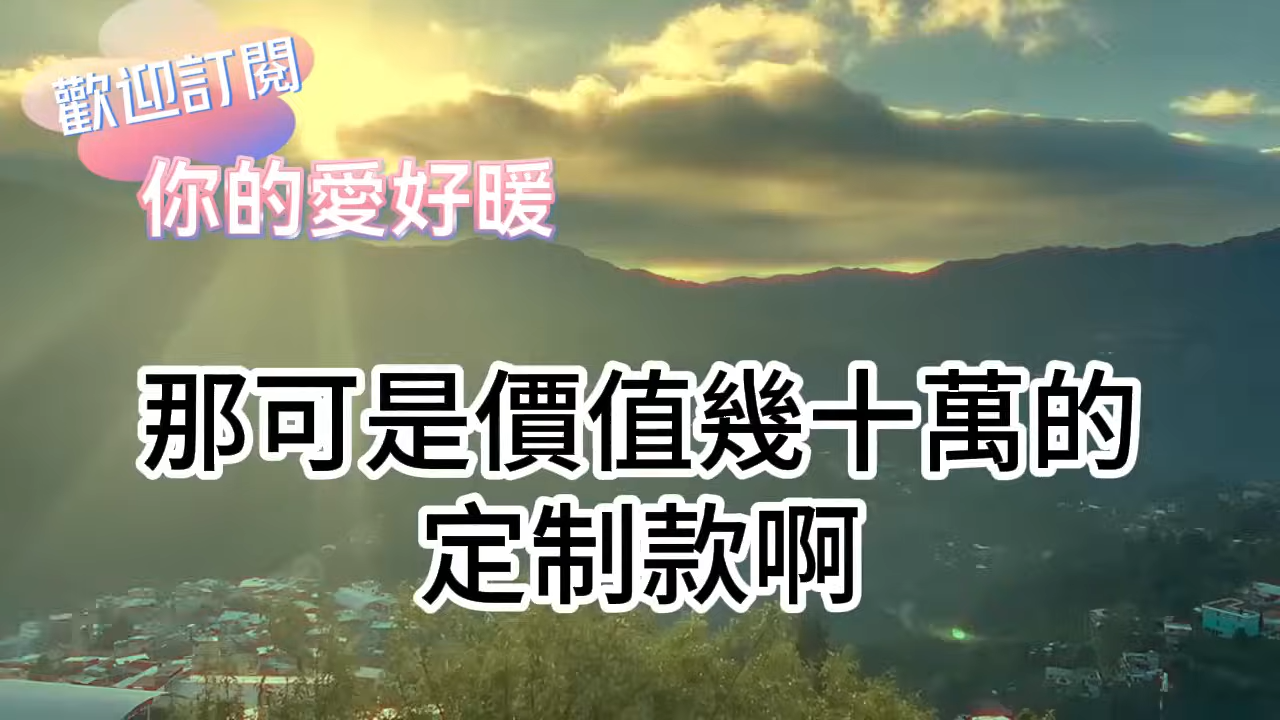 歡迎訂閱
你的愛好暖
那可是價值幾十萬的
定制款啊